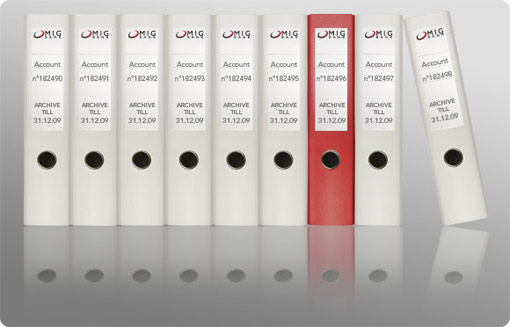 MIG
Account
n°182490
ARCHIVE
TILL
31.12.09
MIG
Account
n°182491
ARCHIVE
TILL
31.12.09
MIG
Account
n°182492
ARCHIVE
TILL
31.12.09
MIG
Account
n°182493
ARCHIVE
TILL
31.12.09
MIG
Account
n°182494
ARCHIVE
TILL
31.12.09
MIG
Account
n°182495
ARCHIVE
TILL
31.12.09
MIG
Account
n°182496
ARCHIVE
TILL
31.12.09
MIG
Account
n°182497
ARCHIVE
TILL
31.12.09
MIG
Account
n°182498
ARCHIVE
TILL
31.12.09